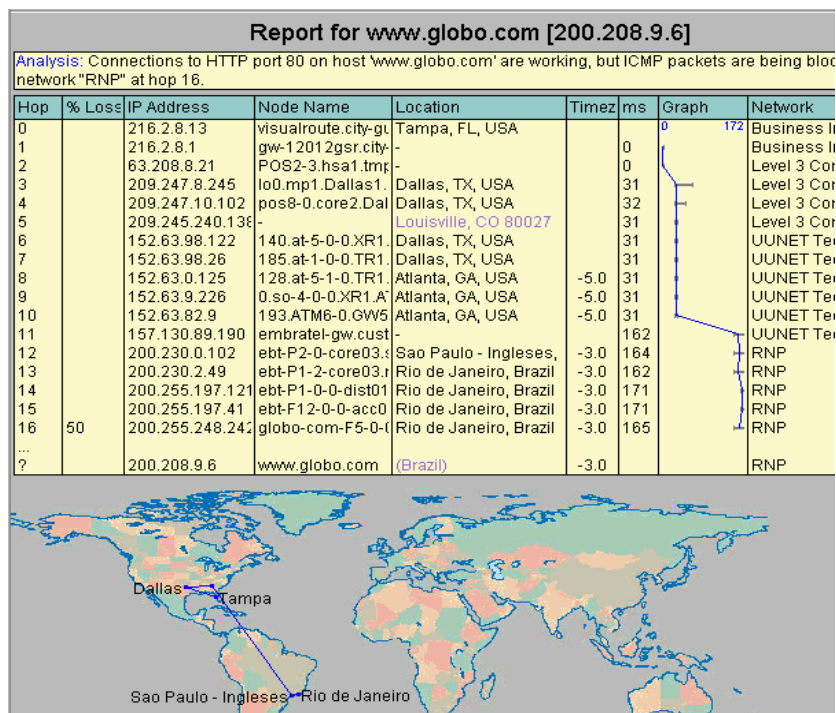 Report for www.globo.com [200.208.9.6]
Analysis: Connections to HTTP port 80 on host 'www.globo.com' are working, but ICMP packets are being bloc
network "RNP" at hop 16.
Hop % Loss IP Address Node Name Location Timez ms Graph Network
0 216.2.8.13 visualroute.city-gu Tampa, FL, USA 0 172 Business In
1 216.2.8.1 gw-12012gsr.city- - 0 Business In
2 63.208.8.21 POS2-3.hsa1.tmp - 0 Level 3 Cor
3 209.247.8.245 lo0.mp1.Dallas1. Dallas, TX, USA 31 Level 3 Cor
4 209.247.10.102 pos8-0.core2.Dal Dallas, TX, USA 32 Level 3 Cor
5 209.245.240.138 - Louisville, CO 80027 31 Level 3 Cor
6 152.63.98.122 140.at-5-0-0.XR1. Dallas, TX, USA 31 UUNET Tec
7 152.63.98.26 185.at-1-0-0.TR1. Dallas, TX, USA 31 UUNET Tec
8 152.63.0.125 128.at-5-1-0.TR1. Atlanta, GA, USA -5.0 31 UUNET Tec
9 152.63.9.226 0.so-4-0-0.XR1.A Atlanta, GA, USA -5.0 31 UUNET Tec
10 152.63.82.9 193.ATM6-0.GW5 Atlanta, GA, USA -5.0 31 UUNET Tec
11 157.130.89.190 embratel-gw.cust - 162 UUNET Tec
12 200.230.0.102 ebt-P2-0-core03.s Sao Paulo - Ingleses, -3.0 164 RNP
13 200.230.2.49 ebt-P1-2-core03.r Rio de Janeiro, Brazil -3.0 162 RNP
14 200.255.197.121 ebt-P1-0-0-dist01 Rio de Janeiro, Brazil -3.0 171 RNP
15 200.255.197.41 ebt-F12-0-0-acc0 Rio de Janeiro, Brazil -3.0 171 RNP
16 50 200.255.248.242 globo-com-F5-0-( Rio de Janeiro, Brazil -3.0 165 RNP
...
? 200.208.9.6 www.globo.com (Brazil) -3.0 RNP
Dallas
Tampa
Sao Paulo - Ingleses
Rio de Janeiro